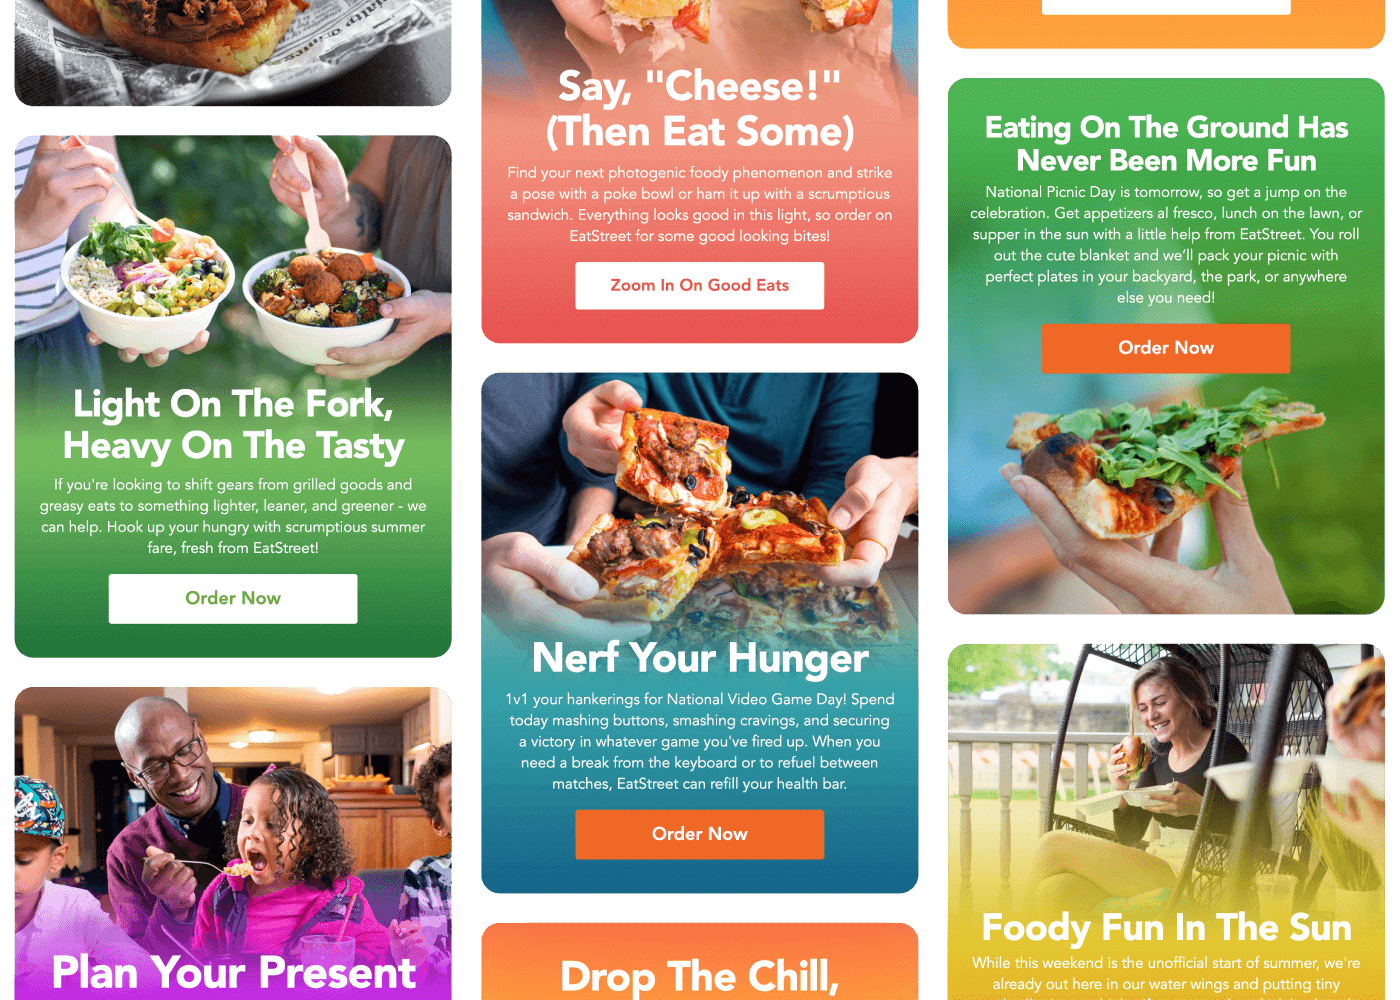 Light On The Fork,
Heavy On The Tasty
If you're looking to shift gears from grilled goods and
greasy eats to something lighter, leaner, and greener - we
can help. Hook up your hungry with scrumptious summer
fare, fresh from EatStreet!
Order Now
Plan Your Present
Say, "Cheese!"
(Then Eat Some)
Find your next photogenic foody phenomenon and strike
a pose with a poke bowl or ham it up with a scrumptious
sandwich. Everything looks good in this light, so order on
EatStreet for some good looking bites!
Zoom In On Good Eats
Nerf Your Hunger
1v1 your hankerings for National Video Game Day! Spend
today mashing buttons, smashing cravings, and securing
a victory in whatever game you've fired up. When you
need a break from the keyboard or to refuel between
matches, EatStreet can refill your health bar.
Order Now
Drop The Chill,
Eating On The Ground Has
Never Been More Fun
National Picnic Day is tomorrow, so get a jump on the
celebration. Get appetizers al fresco, lunch on the lawn, or
supper in the sun with a little help from EatStreet. You roll
out the cute blanket and we’ll pack your picnic with
perfect plates in your backyard, the park, or anywhere
else you need!
Order Now
Foody Fun In The Sun
While this weekend is the unofficial start of summer, we're
already out here in our water wings and putting tiny